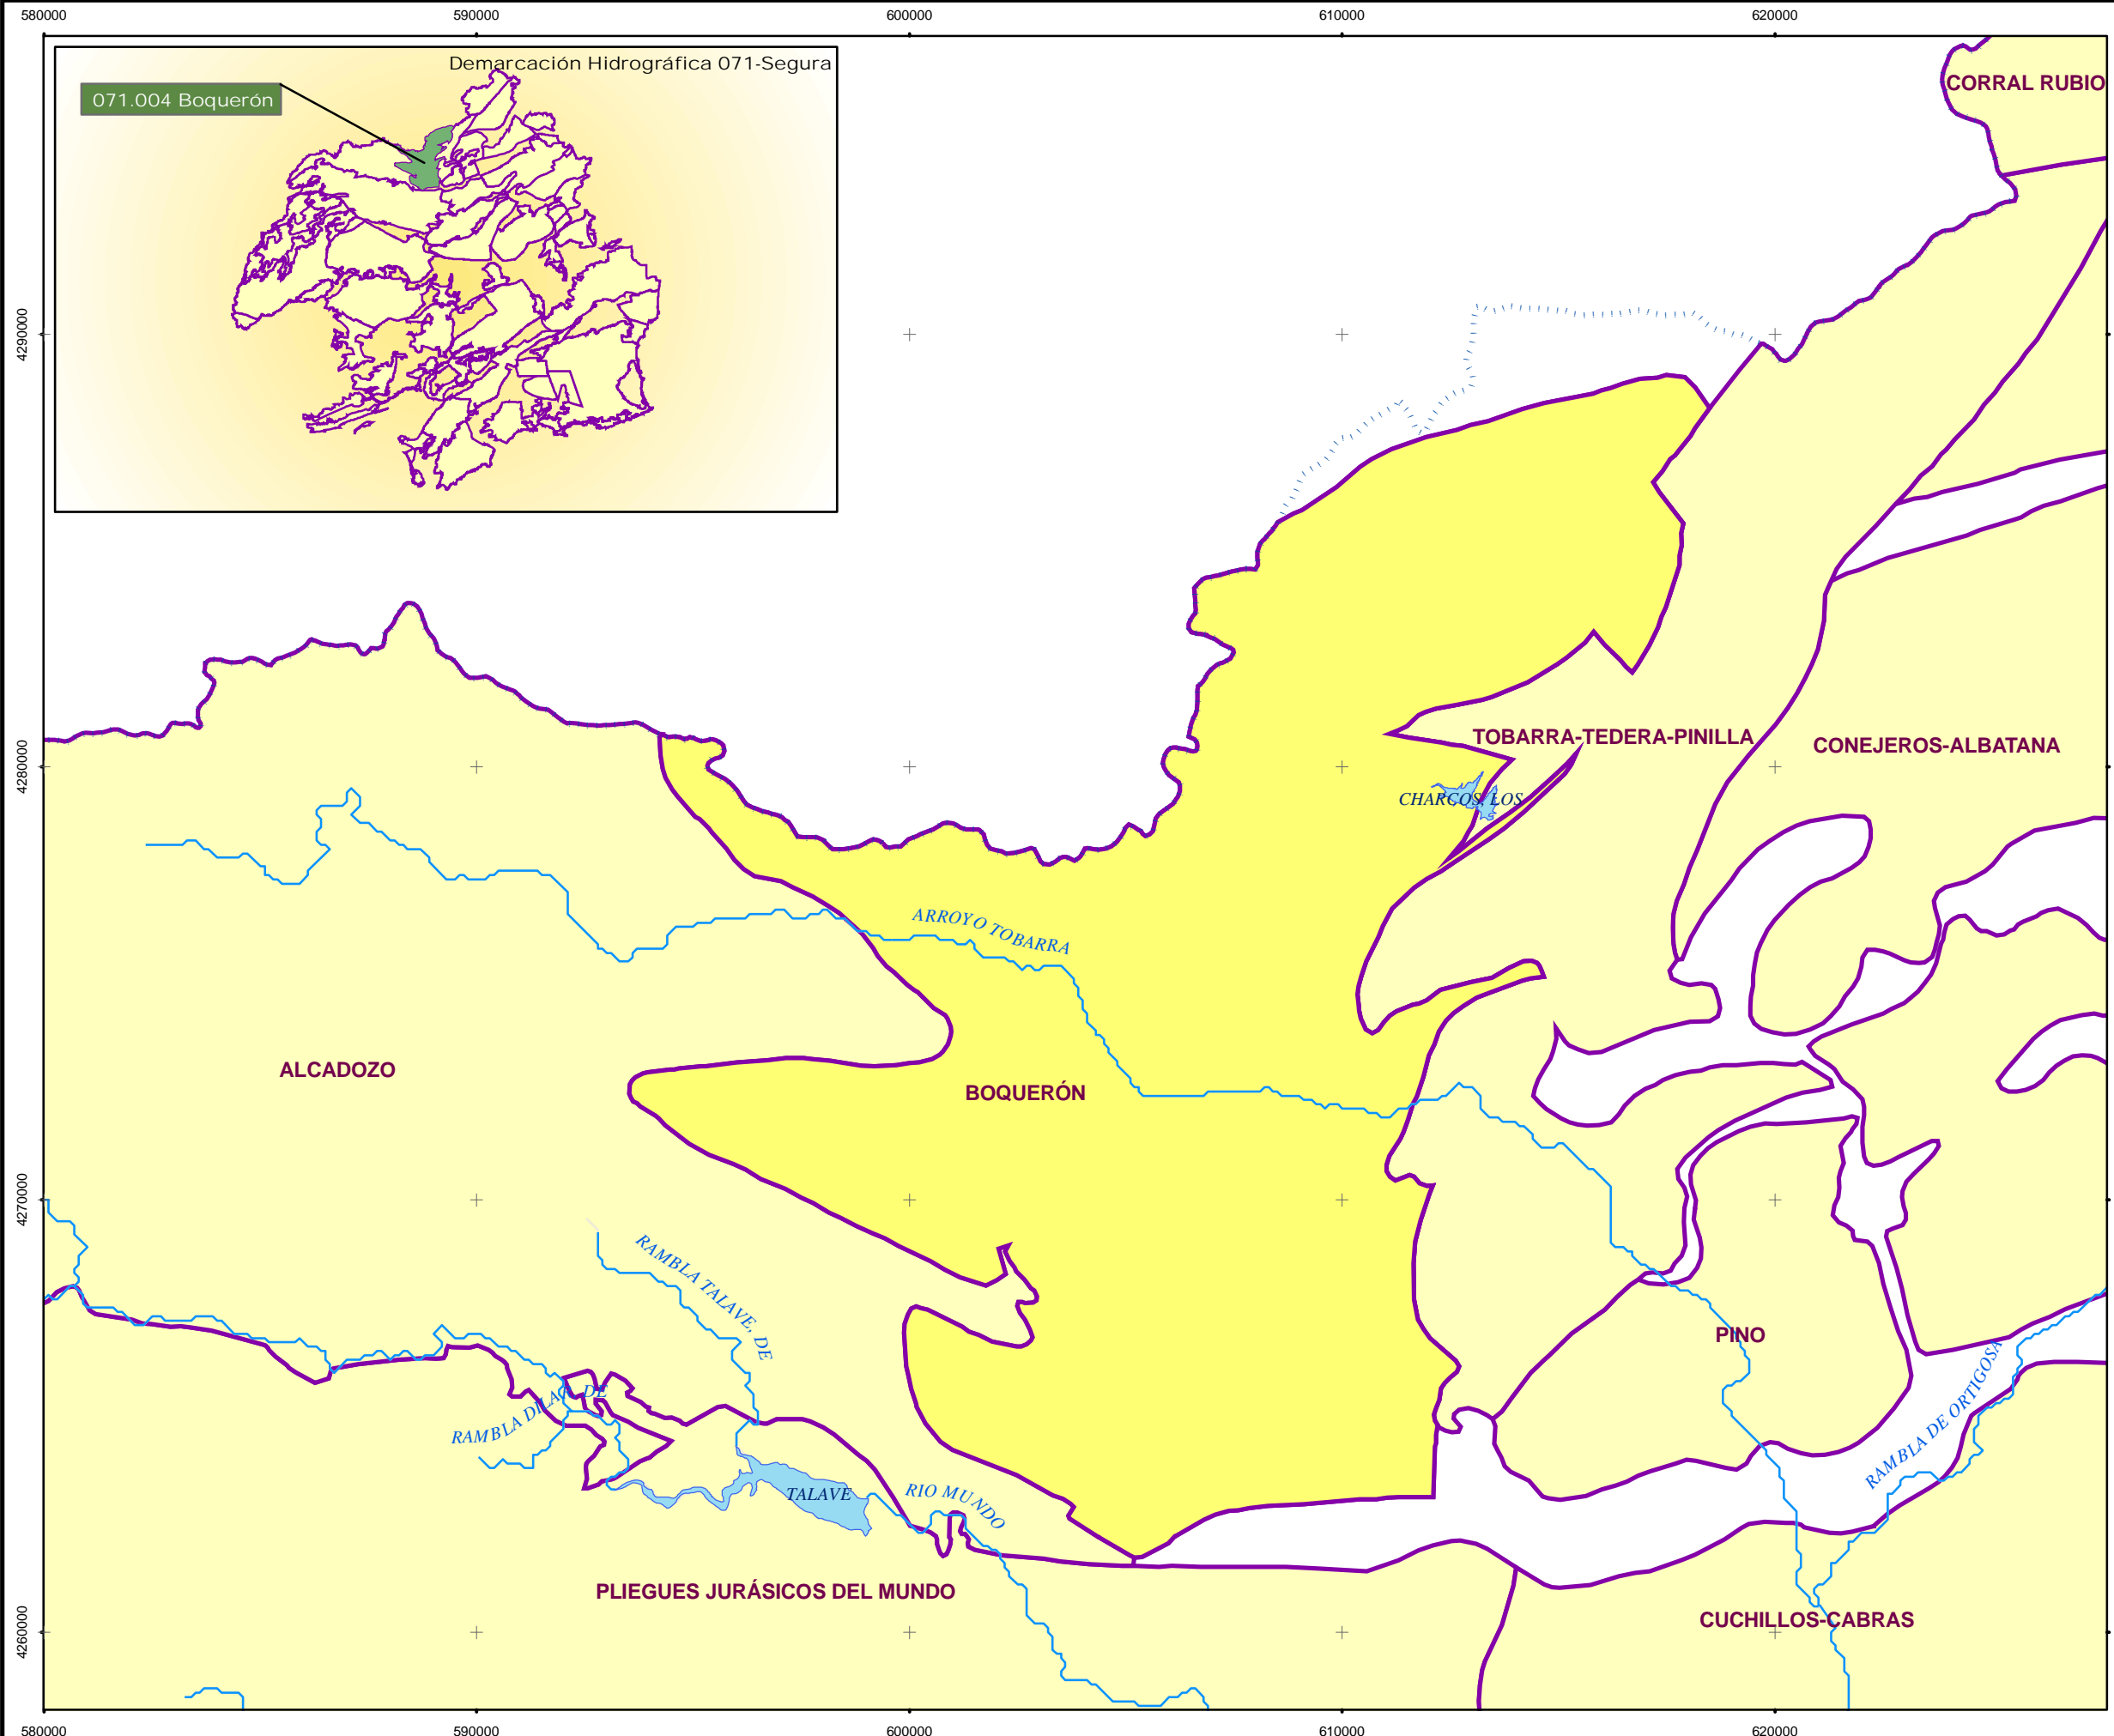 580000
590000
600000
610000
620000
Demarcación Hidrográfica 071-Segura
071.004 Boquerón
CORRAL RUBIO
4290000
TOBARRA-TEDERA-PINILLA
CONEJEROS-ALBATANA
4280000
CHARCOS, LOS
ARROYO TOBARRA
ALCADOZO
BOQUERÓN
4270000
RAMBLA TALAVE, DE
PINO
RAMBLA DE ORTIGOSA
TALAVE
RIO MUNDO
PLIEGUES JURÁSICOS DEL MUNDO
CUCHILLOS-CABRAS
4260000
580000
590000
600000
610000
620000